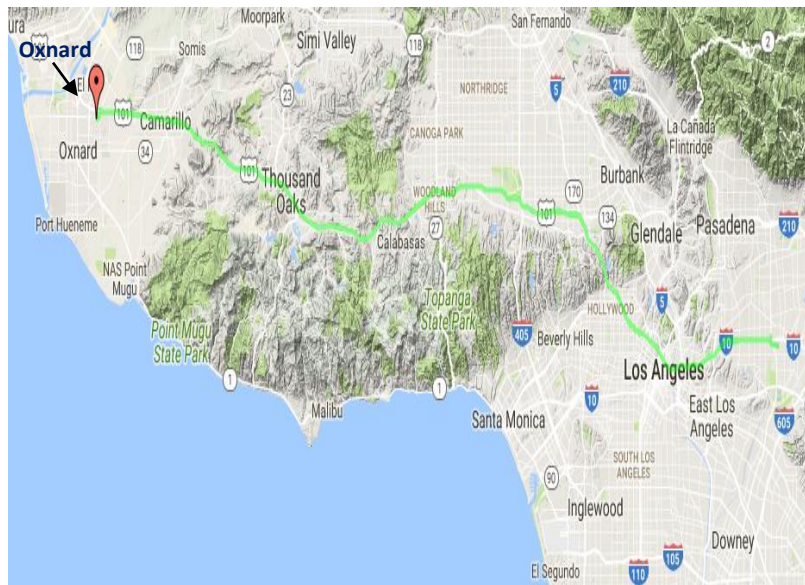 ura
Moorpark
San Fernando
101
118
Somis
Simi Valley
118
2
Oxnard
El
23
NORTHRIDGE
5
210
101
Camarillo
CANOGA PARK
La Cañada
Flintridge
Oxnard
34
101
Thousand
Oaks
WOODLAND
HILLS
170
Burbank
101
134
Pasadena
Port Hueneme
27
Calabasas
Glendale
210
NAS Point
Mugu
Topanga
State Park
HOLLYWOOD
5
Point Mugu
State Park
405
Beverly Hills
10
10
1
Malibu
1
Los Angeles
Santa Monica
10
East Los
Angeles
605
SOUTH LOS
ANGELES
90
Inglewood
Downey
El Segundo
110
105